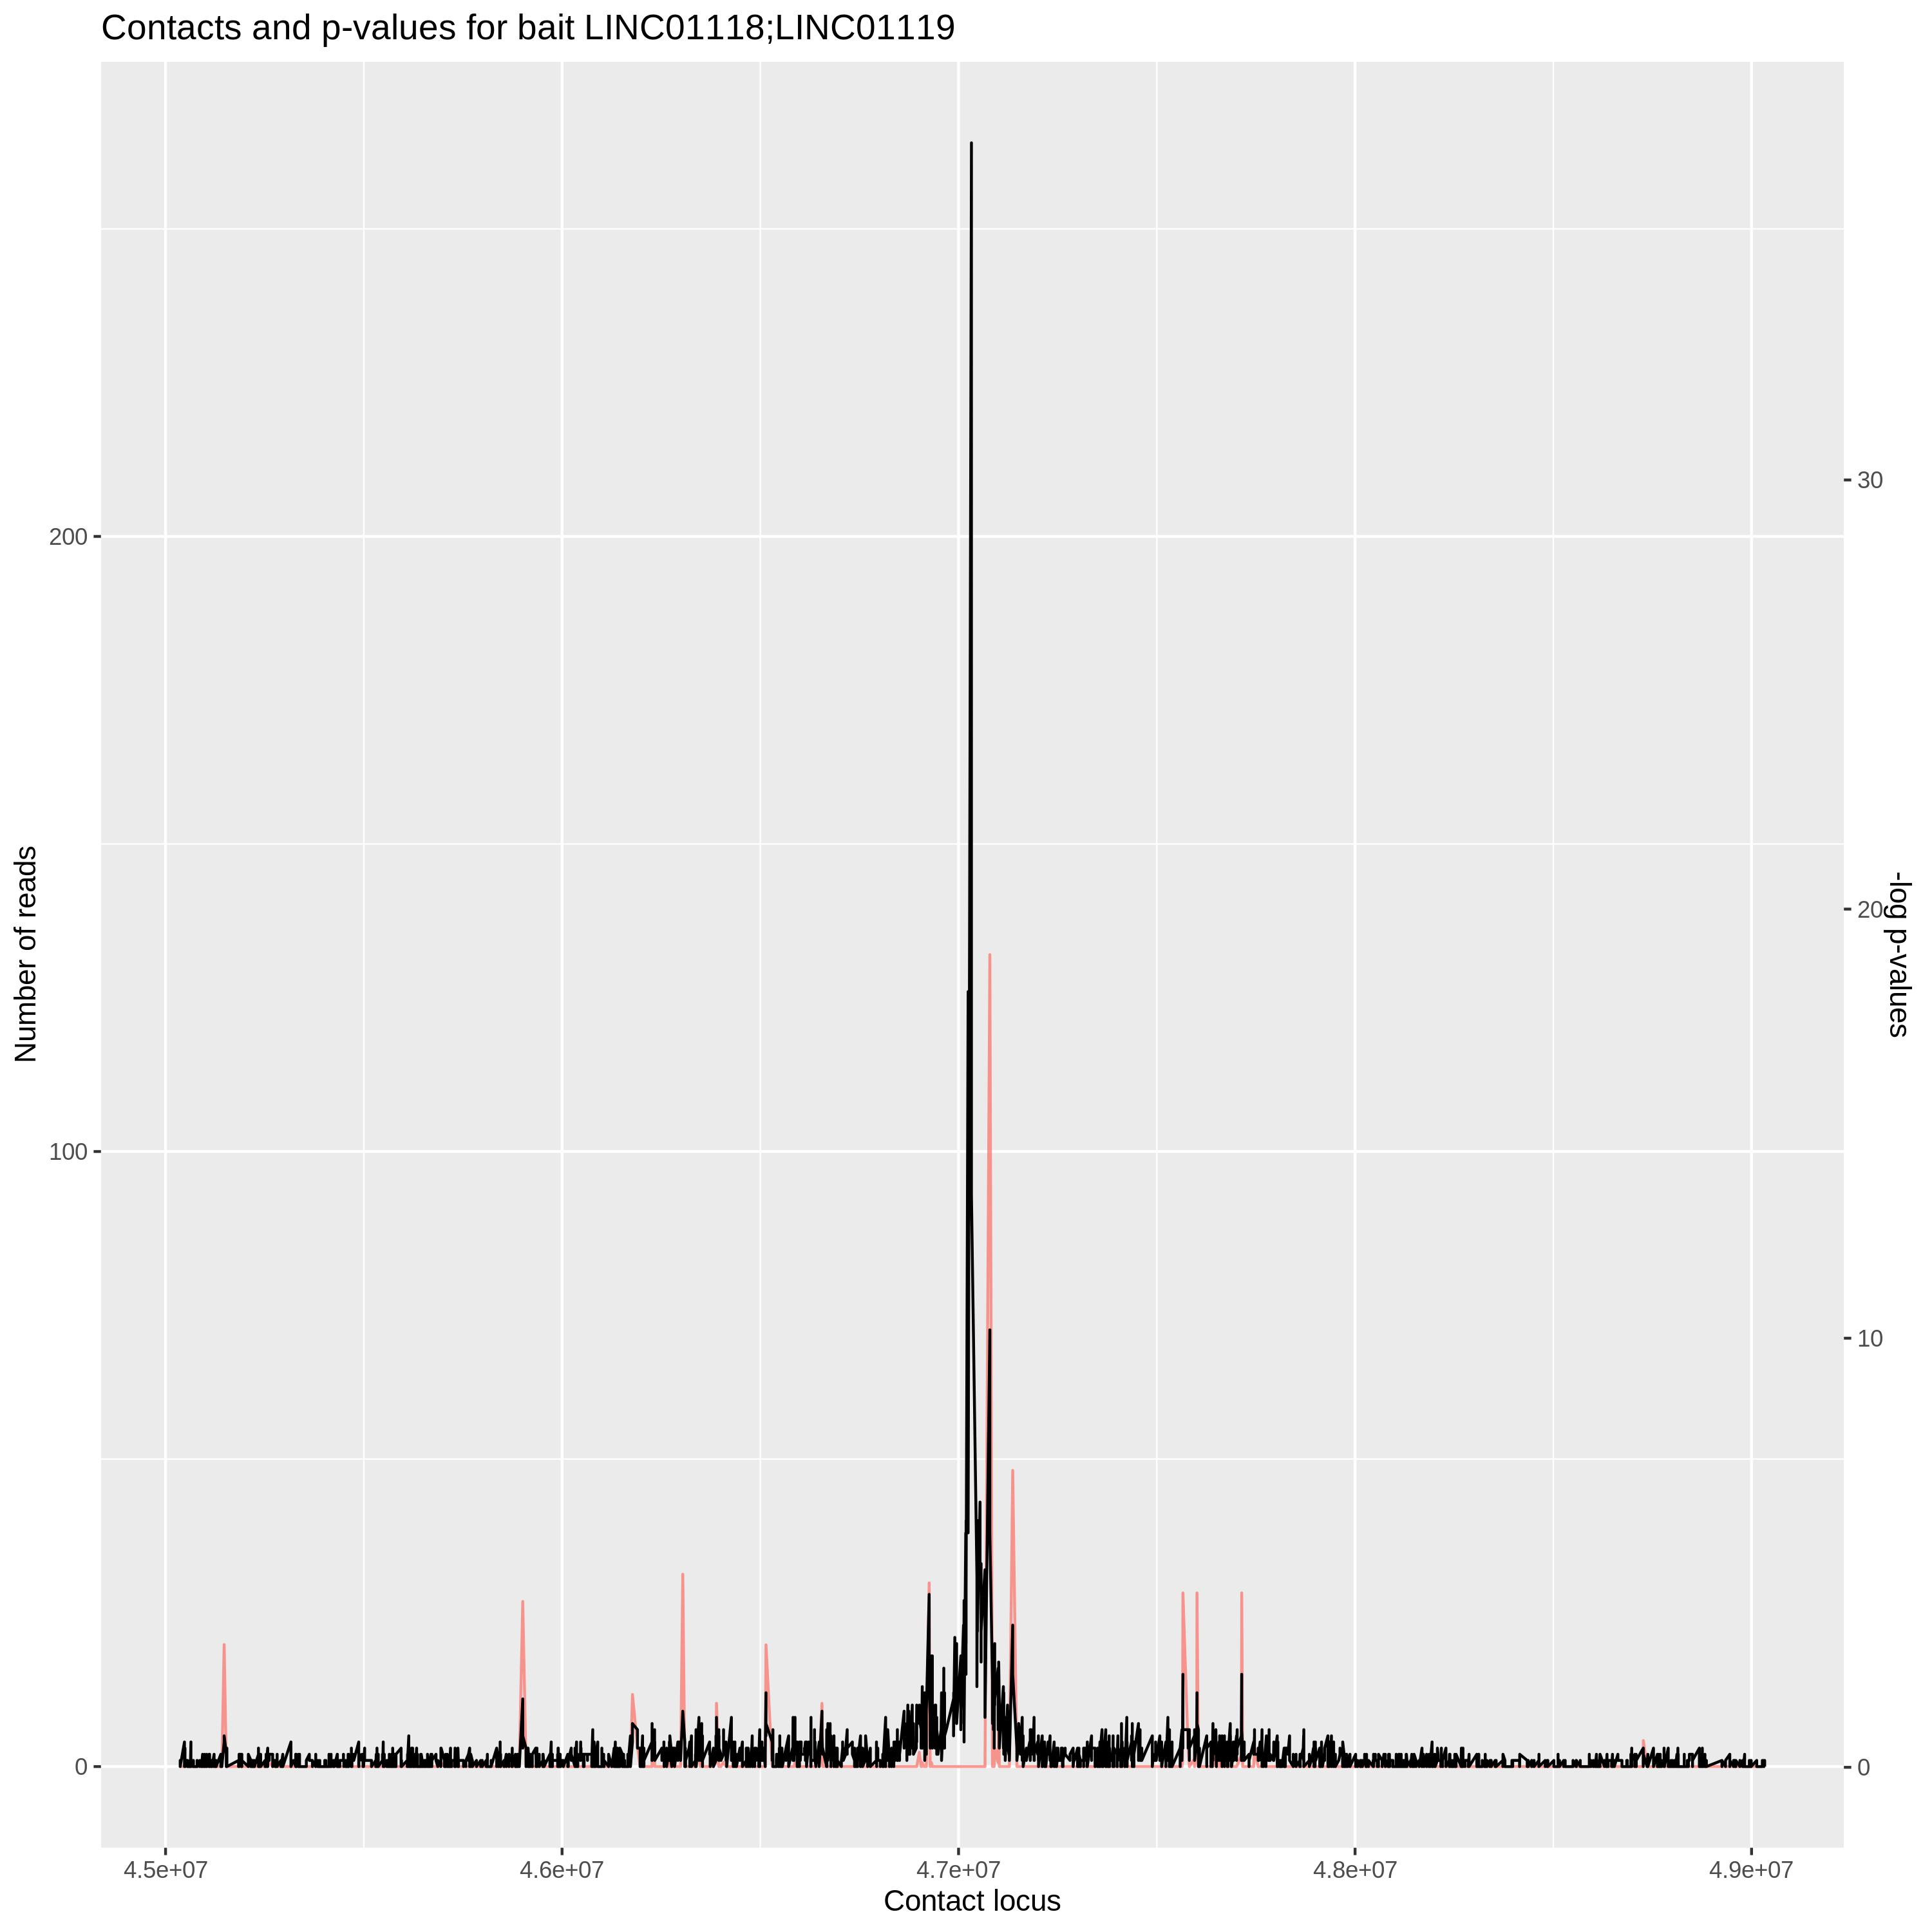 Contacts and p-values for bait LINC01118;LINC01119
Number of reads
200
100
0
30
20
10
0
-log p-values
4.5e+07 4.6e+07 4.7e+07 4.8e+07 4.9e+07
Contact locus